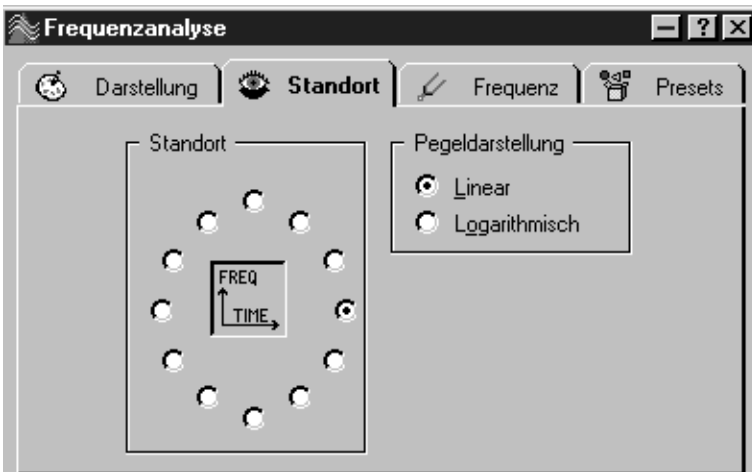 Frequenzanalyse
Darstellung Standort Frequenz Presets
Standort
Pegeldarstellung
Linear
Logarithmisch
FREQ
TIME